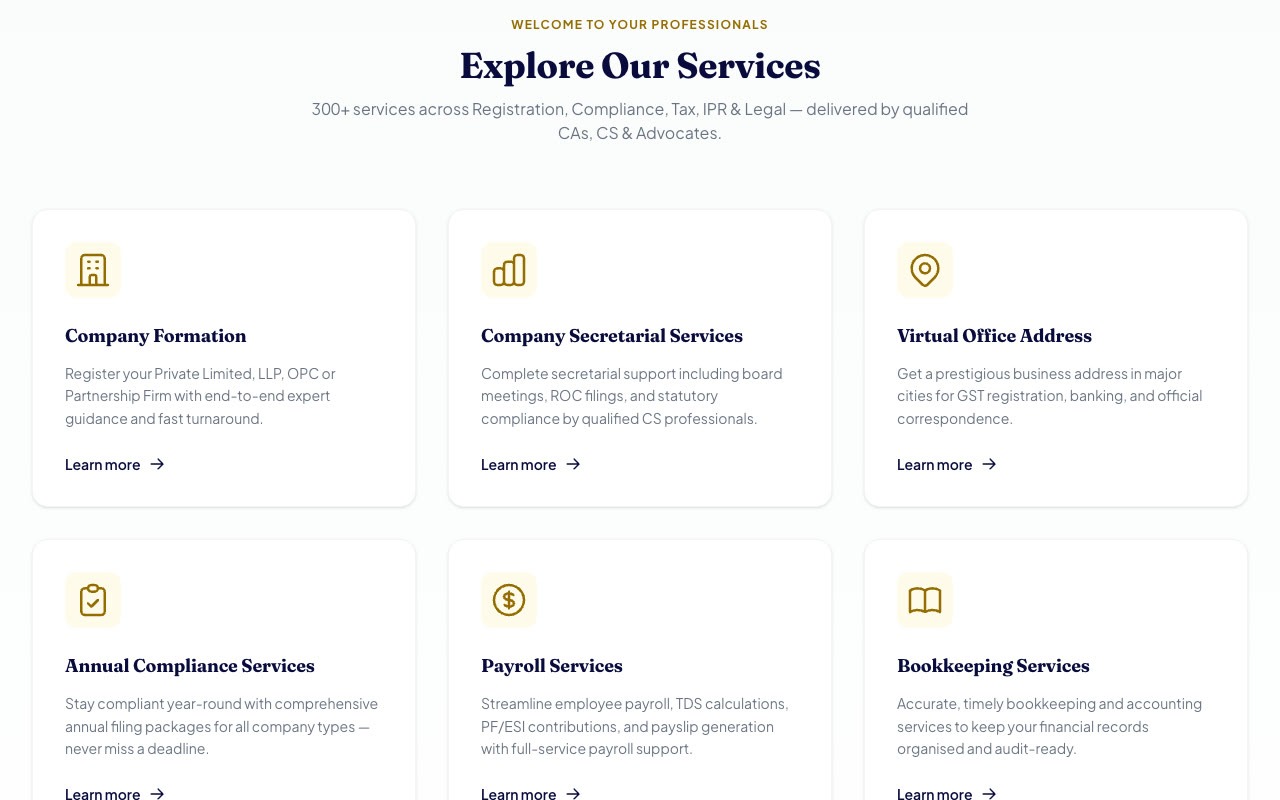 WELCOME TO YOUR PROFESSIONALS
Explore Our Services
300+ services across Registration, Compliance, Tax, IPR & Legal — delivered by qualified
CAs, CS & Advocates.
Company Formation
Register your Private Limited, LLP, OPC or
Partnership Firm with end-to-end expert
guidance and fast turnaround.
Learn more
Company Secretarial Services
Complete secretarial support including board
meetings, ROC filings, and statutory
compliance by qualified CS professionals.
Learn more
Virtual Office Address
Get a prestigious business address in major
cities for GST registration, banking, and official
correspondence.
Learn more
Annual Compliance Services
Stay compliant year-round with comprehensive
annual filing packages for all company types —
never miss a deadline.
Learn more
Payroll Services
Streamline employee payroll, TDS calculations,
PF/ESI contributions, and payslip generation
with full-service payroll support.
Learn more
Bookkeeping Services
Accurate, timely bookkeeping and accounting
services to keep your financial records
organised and audit-ready.
Learn more